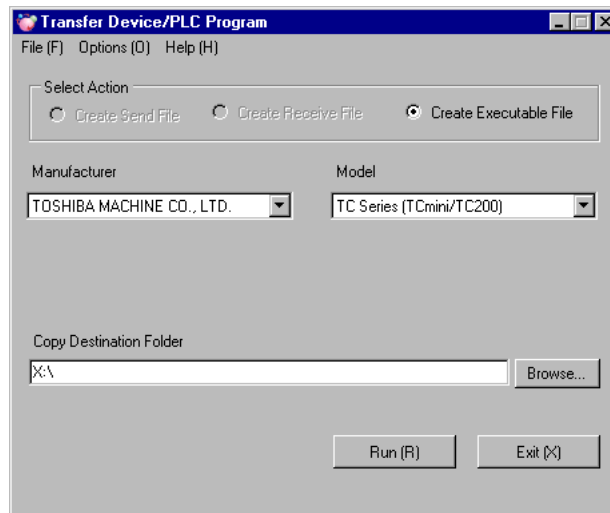 Transfer Device/PLC Program
File (F) Options (O) Help (H)
Select Action
Create Send File Create Receive File Create Executable File
Manufacturer Model
TOSHIBA MACHINE CO., LTD. TC Series (TCmini/TC200)
Copy Destination Folder
X:\ Browse...
Run (R) Exit (X)